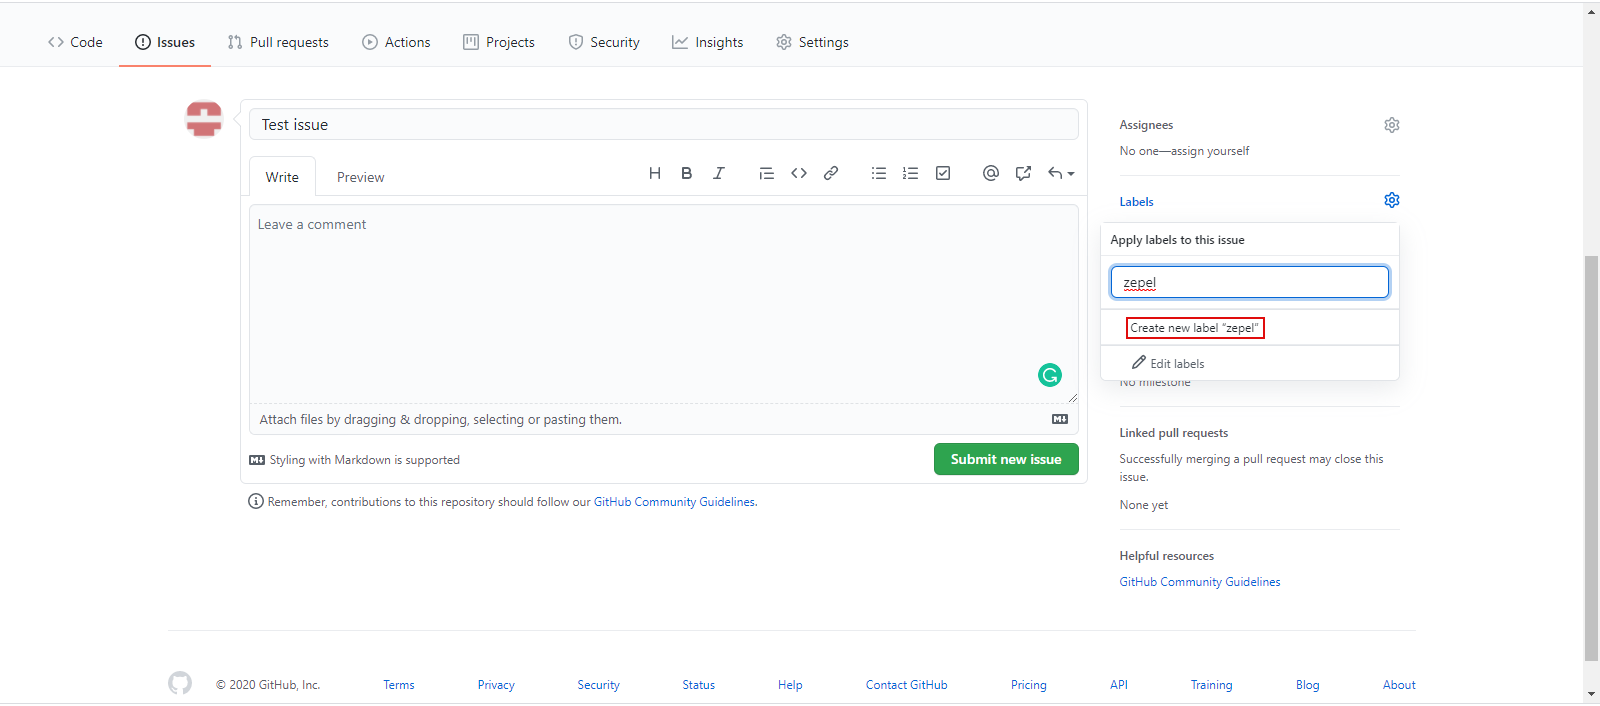 Code Issues Pull requests Actions Projects Security Insights Settings
Test issue
Write Preview
Leave a comment
Attach files by dragging & dropping, selecting or pasting them.
Styling with Markdown is supported
Submit new issue
Remember, contributions to this repository should follow our GitHub Community Guidelines.
Assignees
No one—assign yourself
Labels
Apply labels to this issue
zepel
Create new label “zepel”
Edit labels
No milestone
Linked pull requests
Successfully merging a pull request may close this
issue.
None yet
Helpful resources
GitHub Community Guidelines
© 2020 GitHub, Inc. Terms Privacy Security Status Help Contact GitHub Pricing API Training Blog About